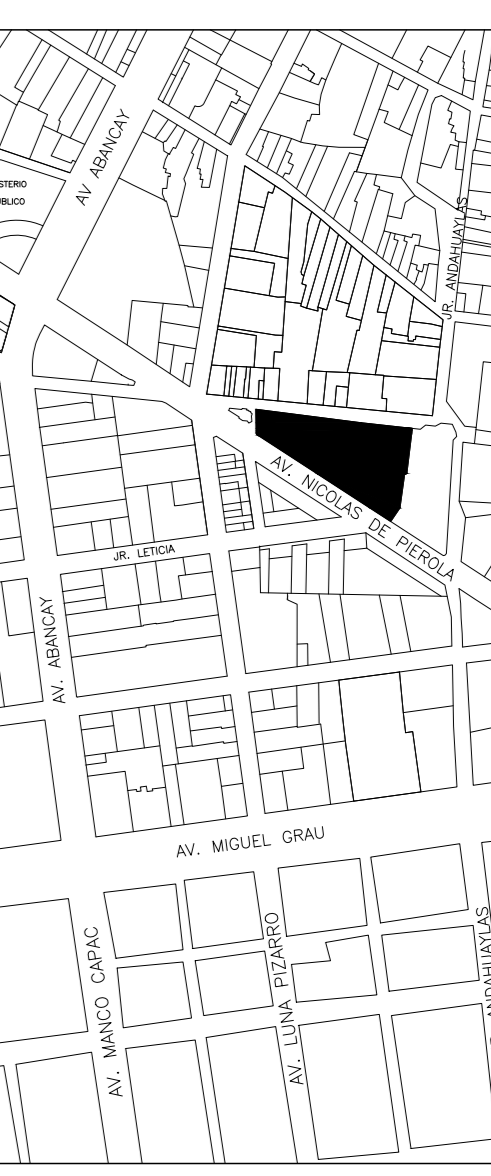 AV ABANCAY
STERIO
ÚBLICO
JR. ANDAHUAYLAS
AV. NICOLAS DE PIEROLA
JR. LETICIA
AV. ABANCAY
AV. MIGUEL GRAU
AV. MANCO CAPAC
AV. LUNA PIZARRO
ANDAHUAYLAS